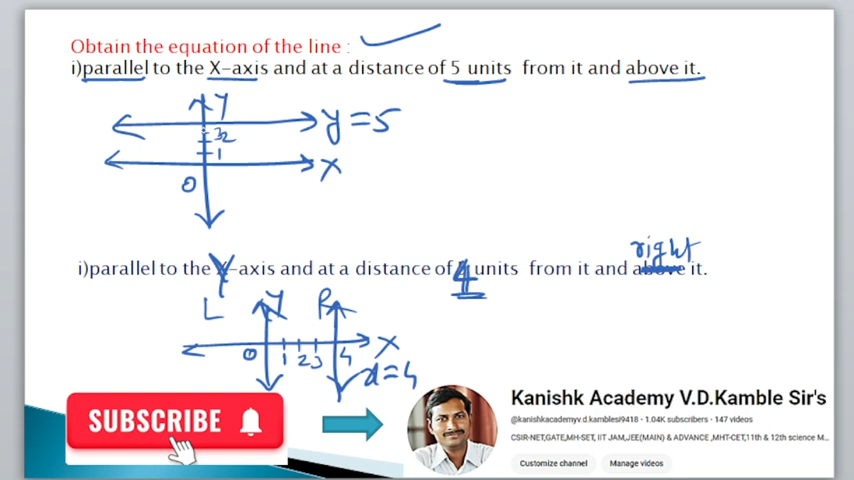 Obtain the equation of the line :
i)parallel to the X-axis and at a distance of 5 units from it and above it.
Y
y = 5
3 2
1
X
O
right
i)parallel to the Y-axis and at a distance of 4 units from it and above it.
L Y R
O 1 2 3 4 X
x = 4
SUBSCRIBE
Kanishk Academy V.D.Kamble Sir's
@kanishkacademyv.d.kamblesi9418 · 1.04K subscribers · 147 videos
CSIR-NET,GATE,MH-SET, IIT JAM,JEE(MAIN) & ADVANCE ,MHT-CET,11th & 12th science M...
Customize channel Manage videos